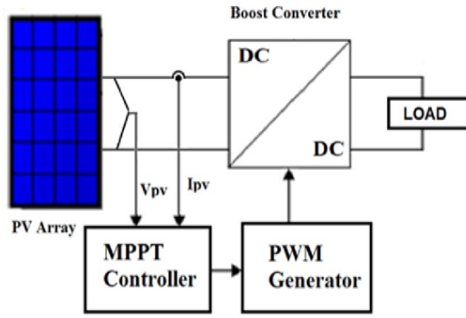 Boost Converter
DC
DC
LOAD
Vpv
Ipv
PV Array
MPPT
Controller
PWM
Generator